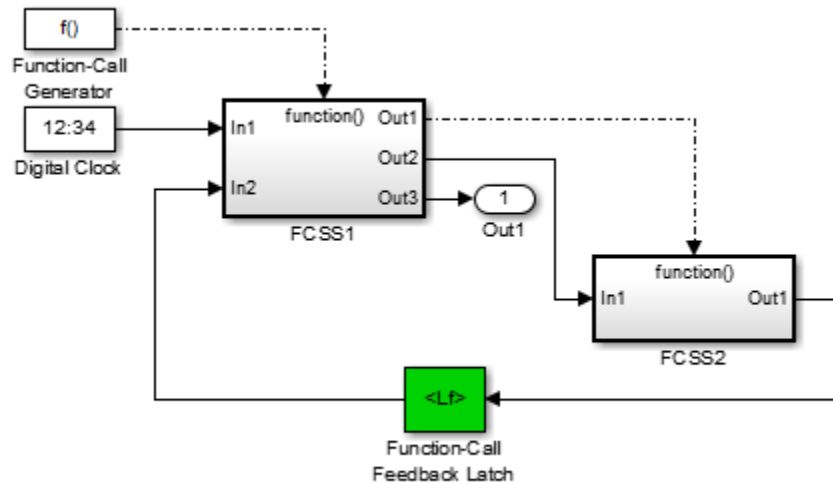 f()
Function-Call
Generator
12:34
Digital Clock
function()
In1
In2
Out1
Out2
Out3
FCSS1
1
Out1
function()
In1
Out1
FCSS2
<Lf>
Function-Call
Feedback Latch